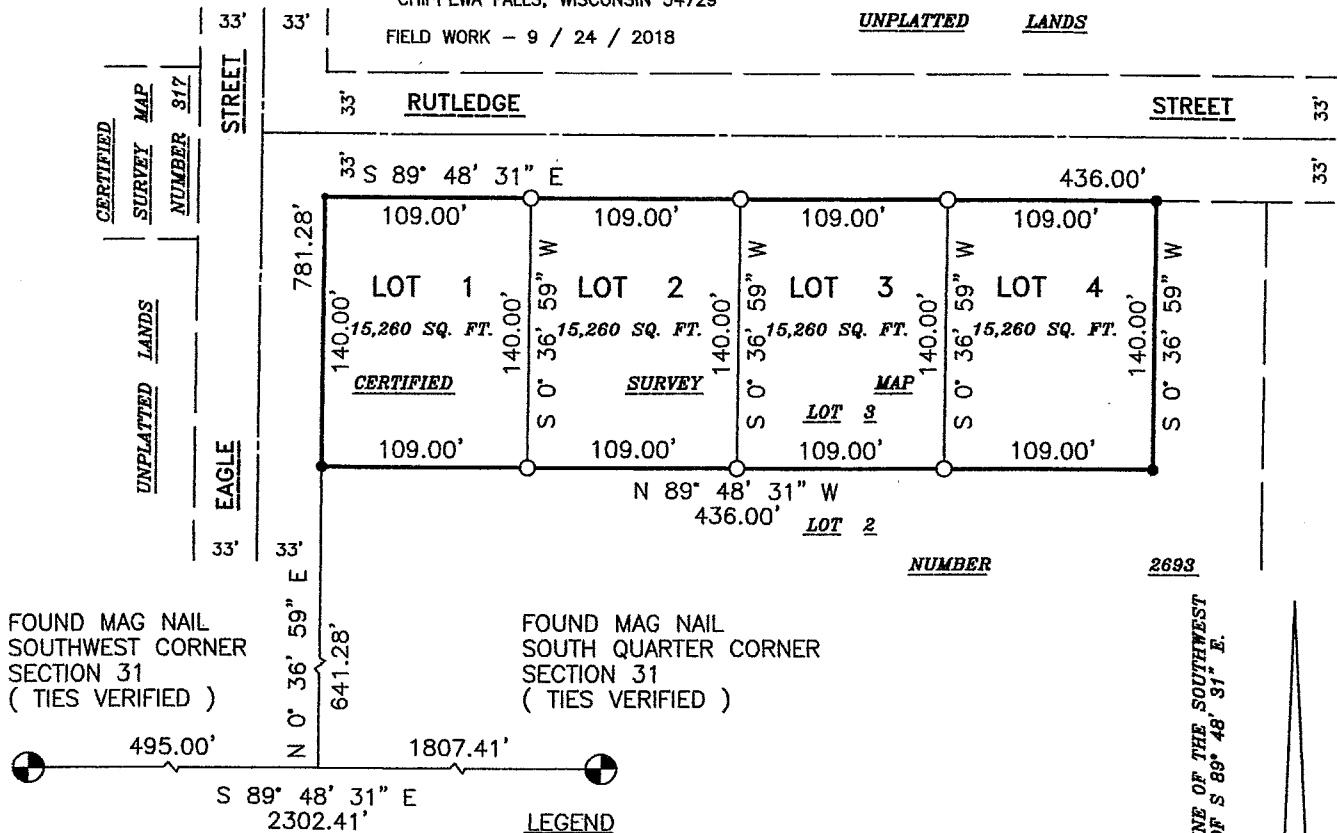 CHIPPEWA FALLS, WISCONSIN 54729
33' 33'
UNPLATTED LANDS
FIELD WORK – 9 / 24 / 2018
CERTIFIED
SURVEY MAP
NUMBER 317
STREET
33'
RUTLEDGE STREET
33'
33'
S 89° 48' 31" E
436.00'
33'
109.00' 109.00' 109.00' 109.00'
781.28'
LOT 1
15,260 SQ. FT.
140.00'
140.00'
S 0° 36' 59" W
LOT 2
15,260 SQ. FT.
140.00'
S 0° 36' 59" W
LOT 3
15,260 SQ. FT.
140.00'
S 0° 36' 59" W
LOT 4
15,260 SQ. FT.
140.00'
S 0° 36' 59" W
CERTIFIED SURVEY MAP
LOT 3
UNPLATTED LANDS
EAGLE
109.00' 109.00' 109.00' 109.00'
N 89° 48' 31" W
436.00'
LOT 2
33' 33'
NUMBER 2693
N 0° 36' 59" E
641.28'
FOUND MAG NAIL
SOUTHWEST CORNER
SECTION 31
( TIES VERIFIED )
FOUND MAG NAIL
SOUTH QUARTER CORNER
SECTION 31
( TIES VERIFIED )
495.00' 1807.41'
S 89° 48' 31" E
2302.41'
LEGEND
OF THE SOUTHWEST
S 89° 48' 31" E.